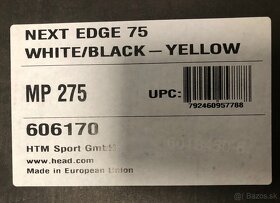 NEXT EDGE 75
WHITE/BLACK – YELLOW
MP 275
UPC:
792460957788
606170
HTM Sport GmbH
www.head.com
Made in European Union
Bazos.sk